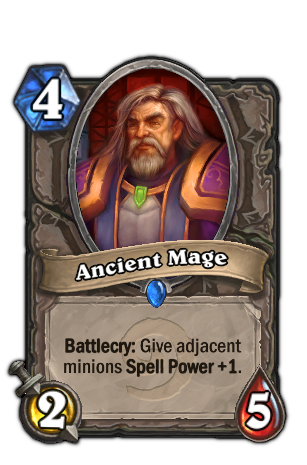 4
Ancient Mage
Battlecry: Give adjacent
minions Spell Power +1.
2
5